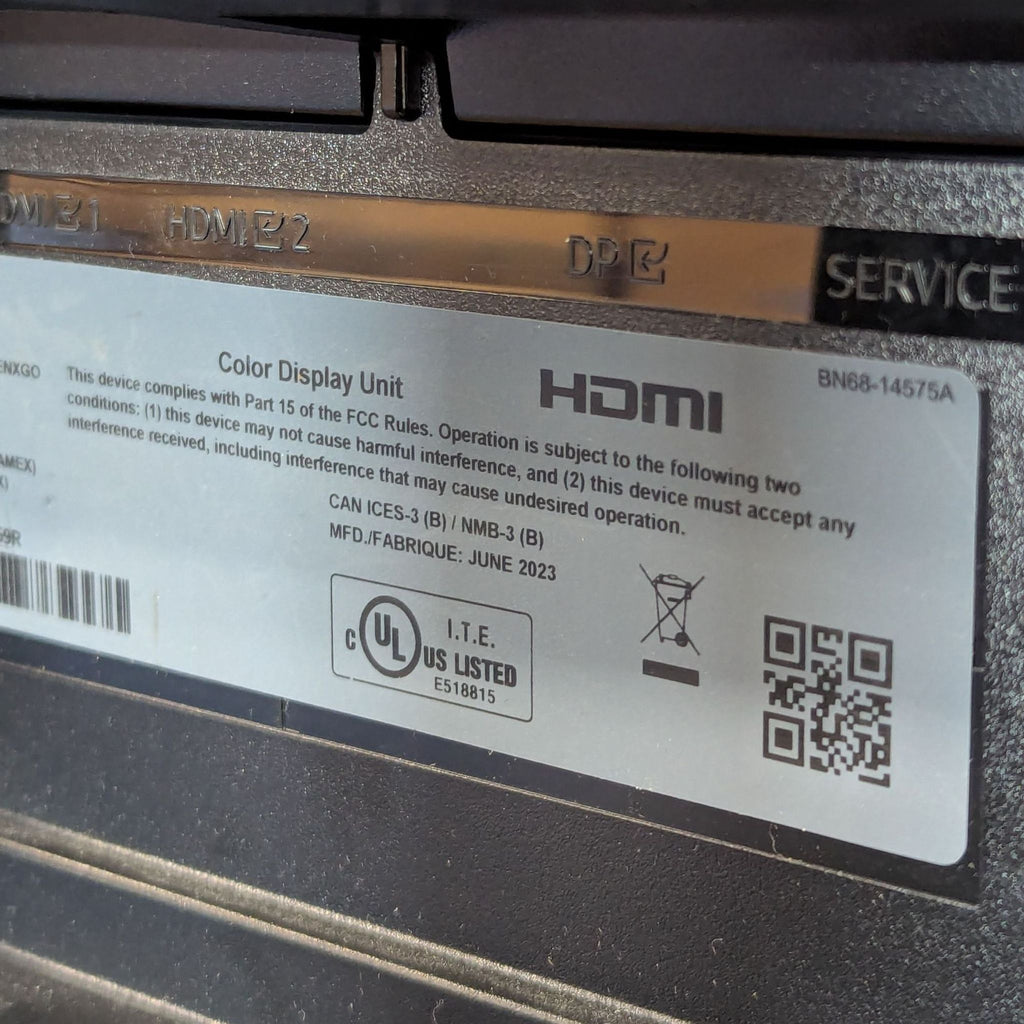 HDMI 2
DP
SERVICE
ENXGO
Color Display Unit
HDMI
BN68-14575A
This device complies with Part 15 of the FCC Rules. Operation is subject to the following two
conditions: (1) this device may not cause harmful interference, and (2) this device must accept any
interference received, including interference that may cause undesired operation.
AMEX)
X)
CAN ICES-3 (B) / NMB-3 (B)
69R
MFD./FABRIQUE: JUNE 2023
C UL US LISTED
I.T.E.
E518815